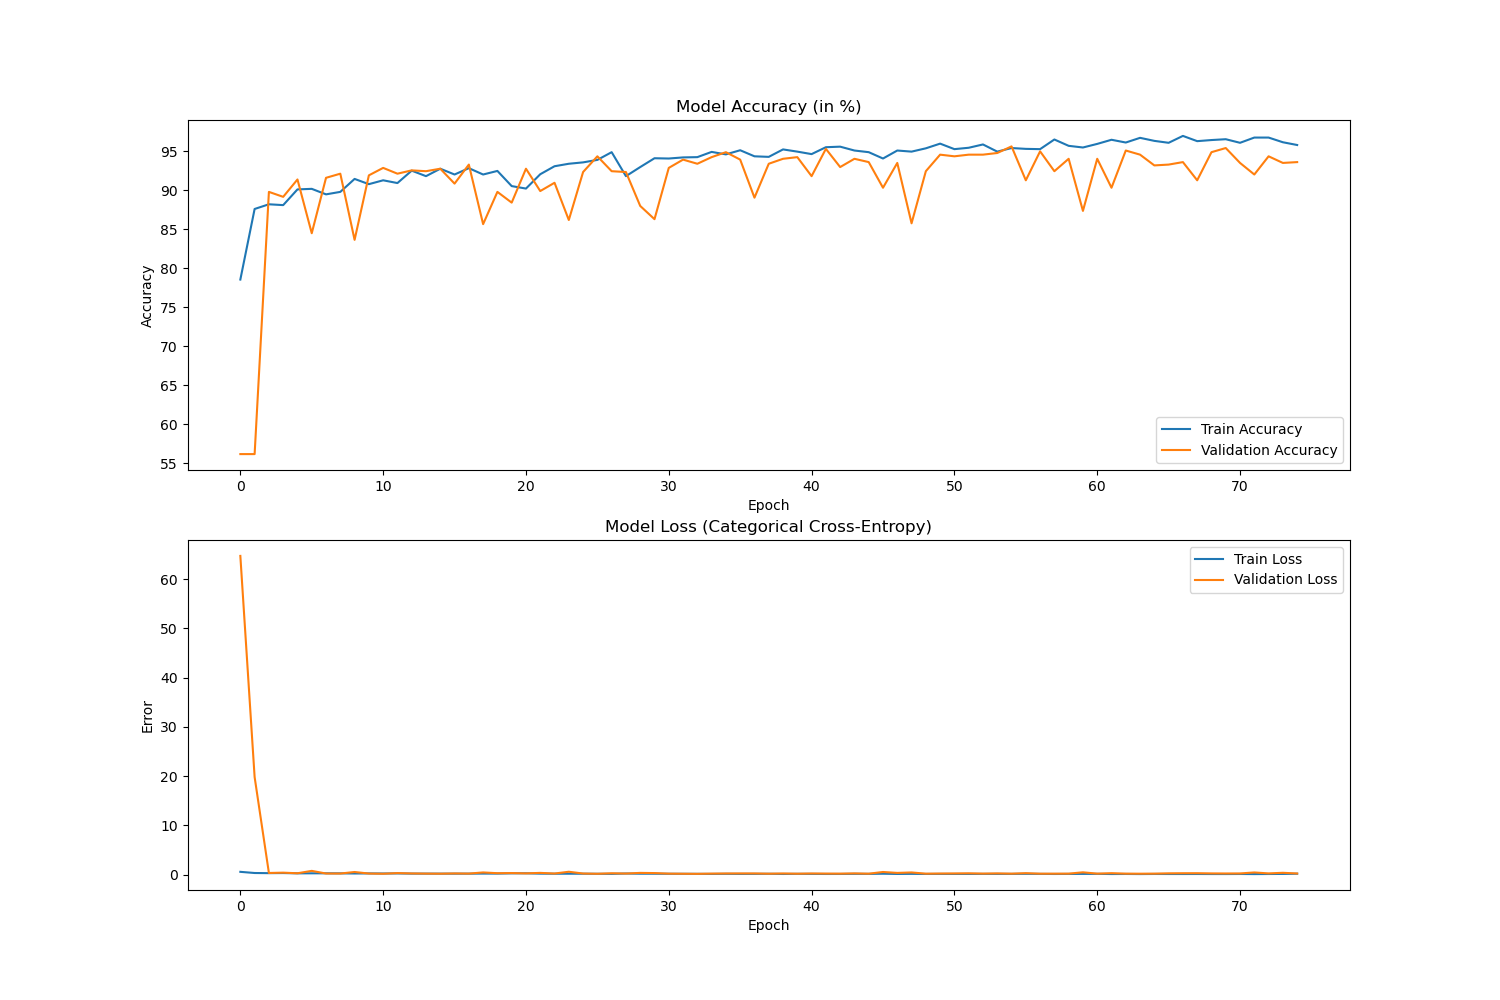 Model Accuracy (in %)
Accuracy
95
90
85
80
75
70
65
60
55
Train Accuracy
Validation Accuracy
0 10 20 30 40 50 60 70
Epoch
Model Loss (Categorical Cross-Entropy)
Error
60
50
40
30
20
10
0
Train Loss
Validation Loss
0 10 20 30 40 50 60 70
Epoch